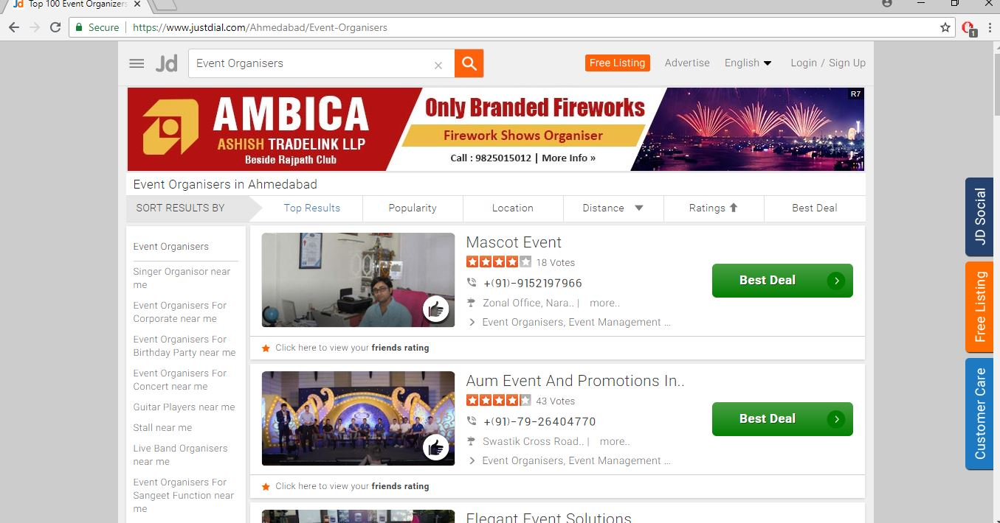 Jd Top 100 Event Organizers
Secure https://www.justdial.com/Ahmedabad/Event-Organisers
1
Jd Event Organisers Free Listing Advertise English Login / Sign Up
AMBICA
ASHISH TRADELINK LLP
Beside Rajpath Club
Only Branded Fireworks
Firework Shows Organiser
Call : 9825015012 | More Info »
R7
Event Organisers in Ahmedabad
SORT RESULTS BY Top Results Popularity Location Distance Ratings Best Deal
Event Organisers
Singer Organisor near
me
Event Organisers For
Corporate near me
Event Organisers For
Birthday Party near me
Event Organisers For
Concert near me
Guitar Players near me
Stall near me
Live Band Organisers
near me
Event Organisers For
Sangeet Function near
me
Mascot Event
18 Votes
+(91)-9152197966
Zonal Office, Nara.. | more..
Event Organisers, Event Management ...
Best Deal
Click here to view your friends rating
Aum Event And Promotions In..
43 Votes
+(91)-79-26404770
Swastik Cross Road.. | more..
Event Organisers, Event Management ...
Best Deal
Click here to view your friends rating
Elegant Event Solutions
JD Social
Free Listing
Customer Care